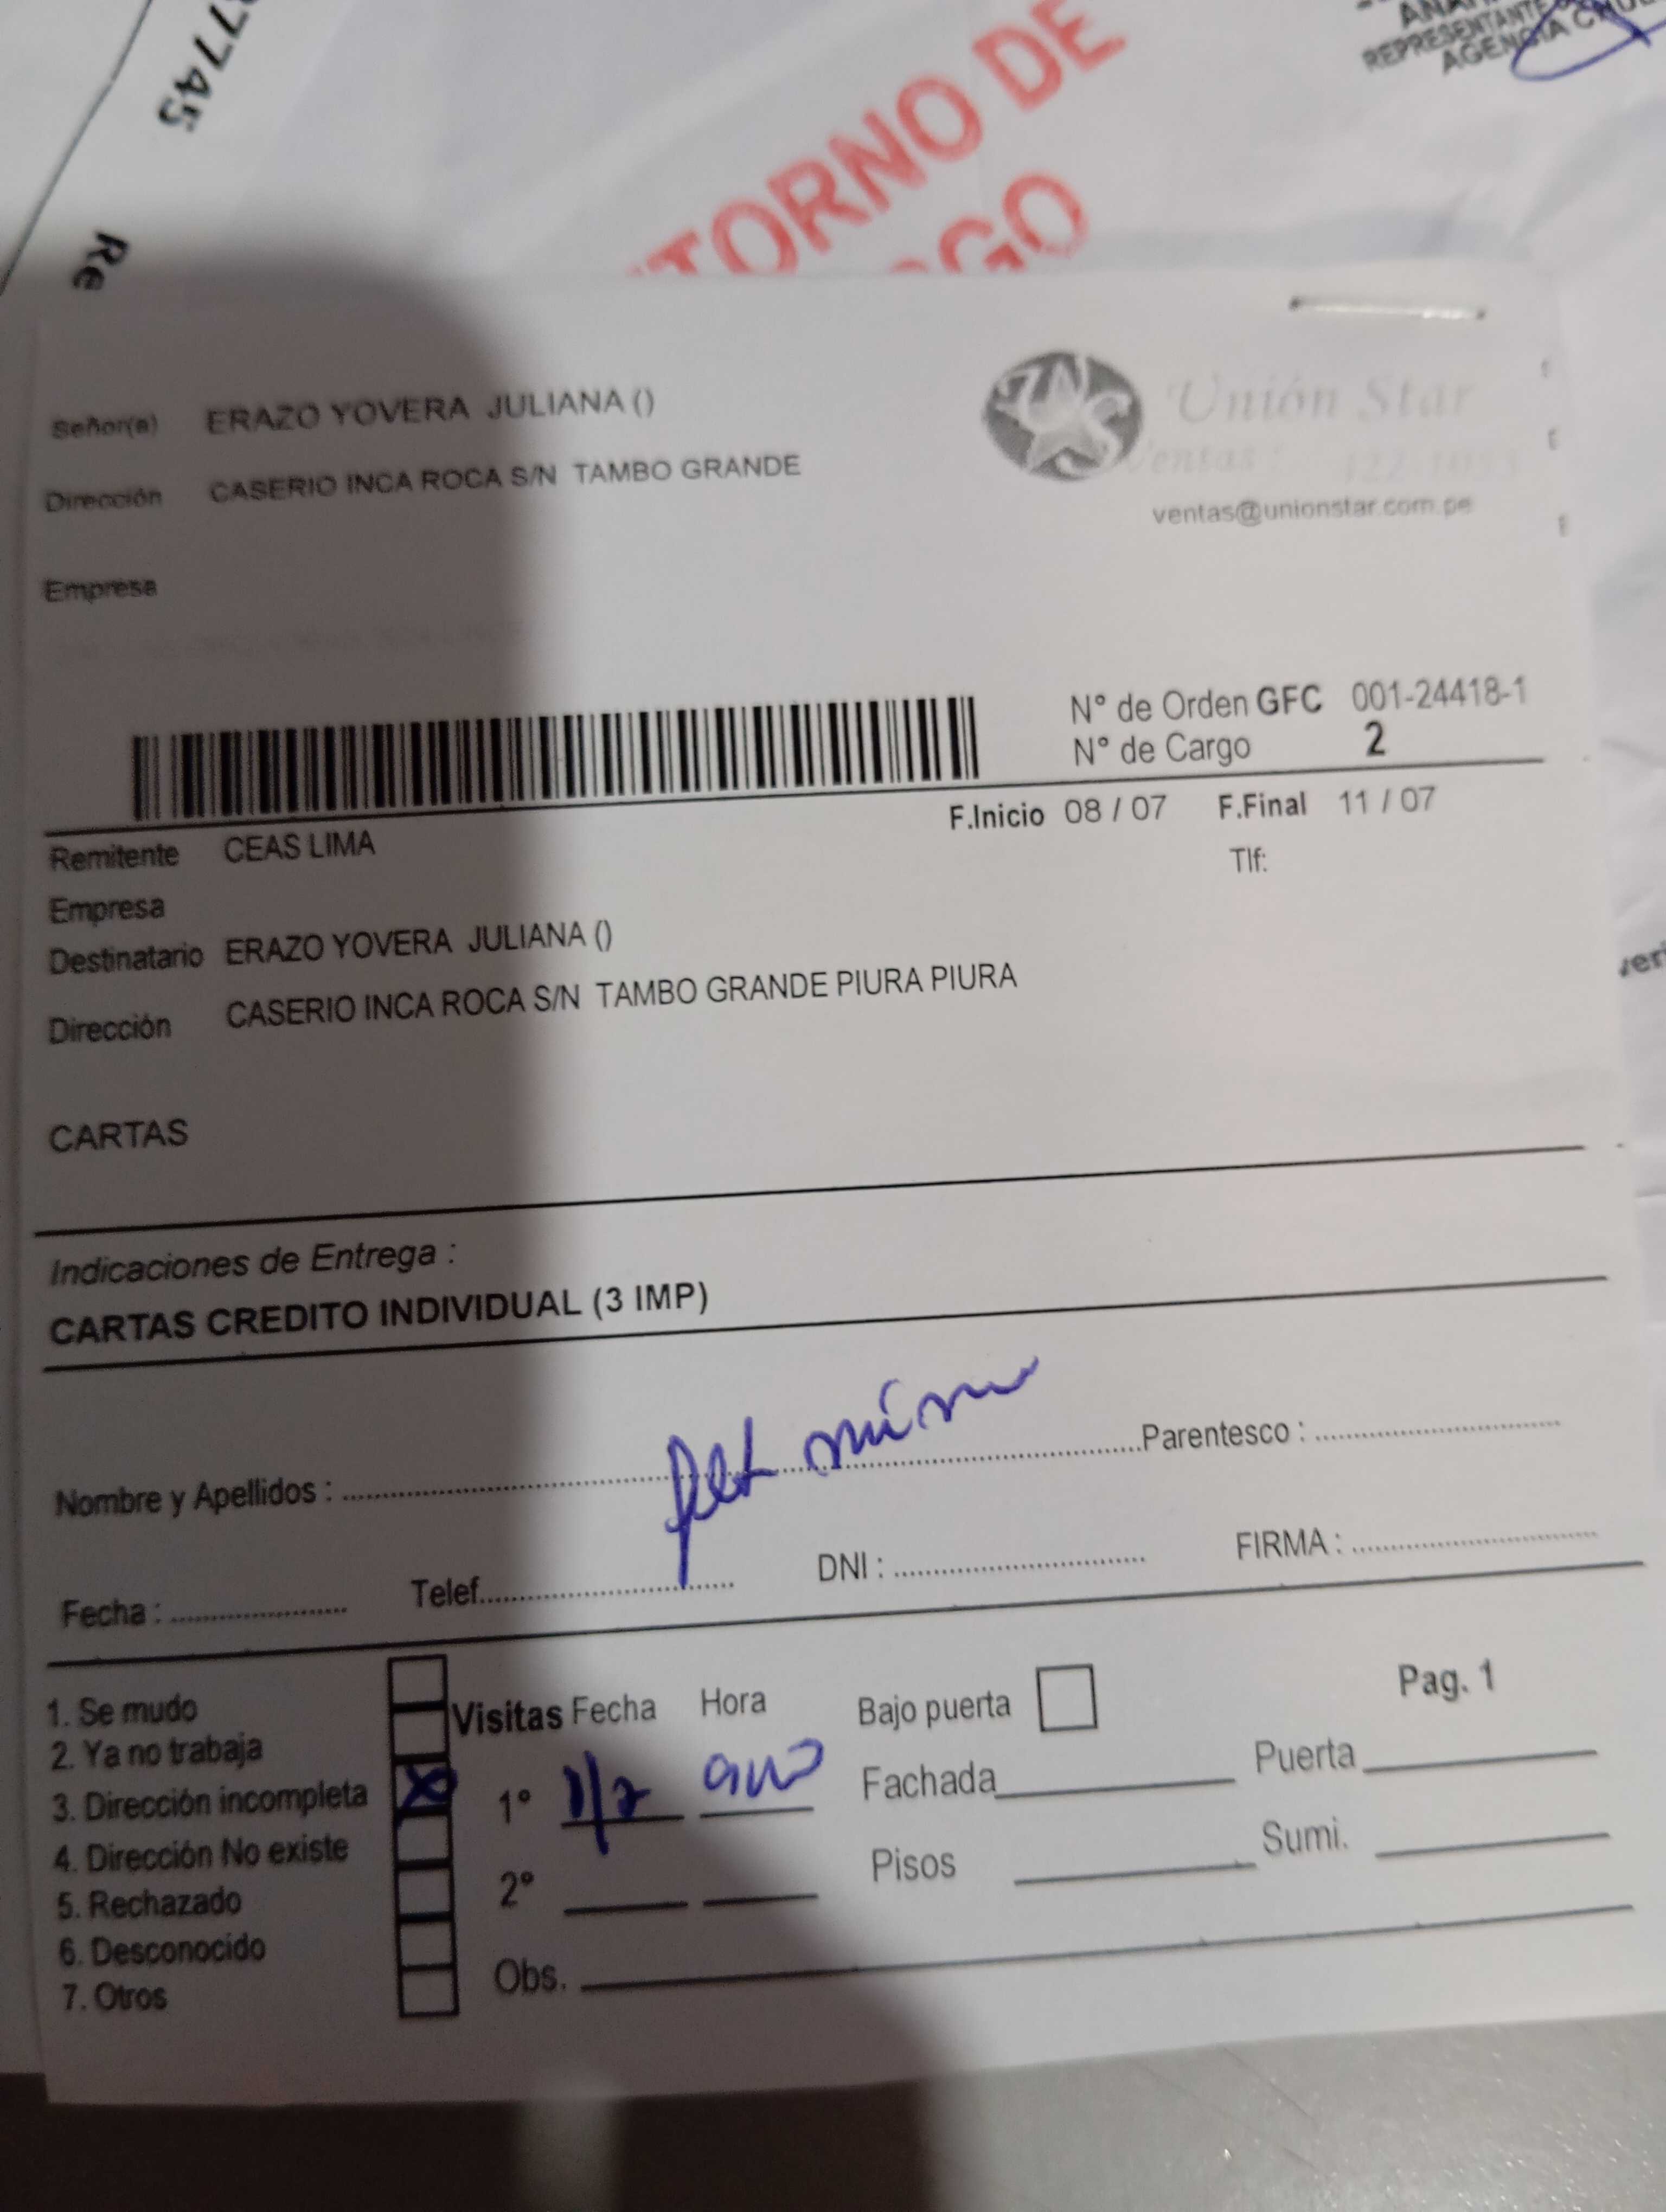 7745
Re
TORNO DE
GO
REPRESENTANTE
AGENCIA
Señor(a) ERAZO YOVERA JULIANA ()
Dirección CASERIO INCA ROCA S/N TAMBO GRANDE
Empresa
Unión Star
Ventas:
ventas@unionstar.com.pe
N° de Orden GFC 001-24418-1
N° de Cargo 2
F.Inicio 08 / 07 F.Final 11 / 07
Remitente CEAS LIMA
Tlf:
Empresa
Destinatario ERAZO YOVERA JULIANA ()
Dirección CASERIO INCA ROCA S/N TAMBO GRANDE PIURA PIURA
CARTAS
Indicaciones de Entrega :
CARTAS CREDITO INDIVIDUAL (3 IMP)
Nombre y Apellidos : Parentesco :
Fecha : Telef. DNI : FIRMA :
1. Se mudo
2. Ya no trabaja
3. Dirección incompleta X
4. Dirección No existe
5. Rechazado
6. Desconocido
7. Otros
Visitas Fecha Hora
1°
2°
Obs.
Bajo puerta
Pag. 1
Fachada Puerta
Pisos Sumi.